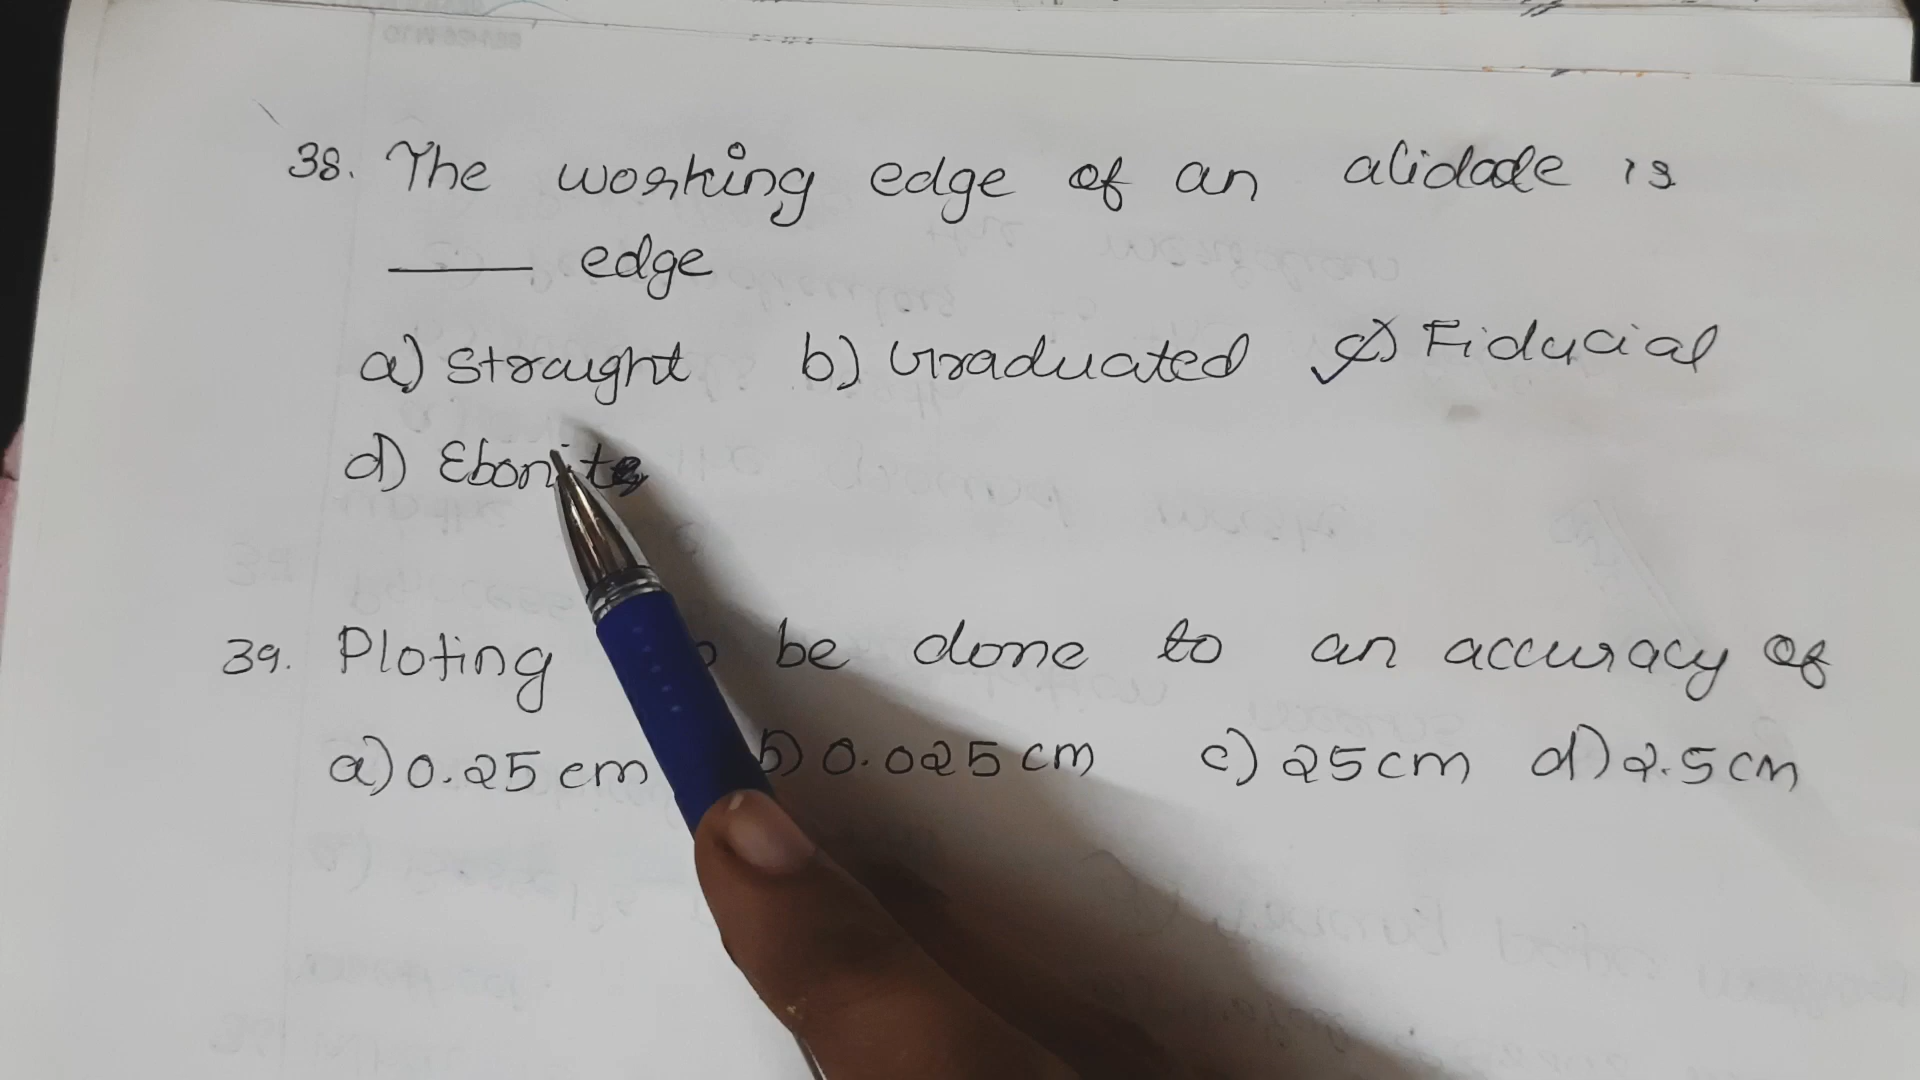 38. The working edge of an alidade is
_____ edge
a) Straught b) Graduated c) Fiducial
d) Ebonite
39. Ploting be done to an accuracy of
a) 0.25 cm b) 0.025 cm c) 25 cm d) 2.5 cm